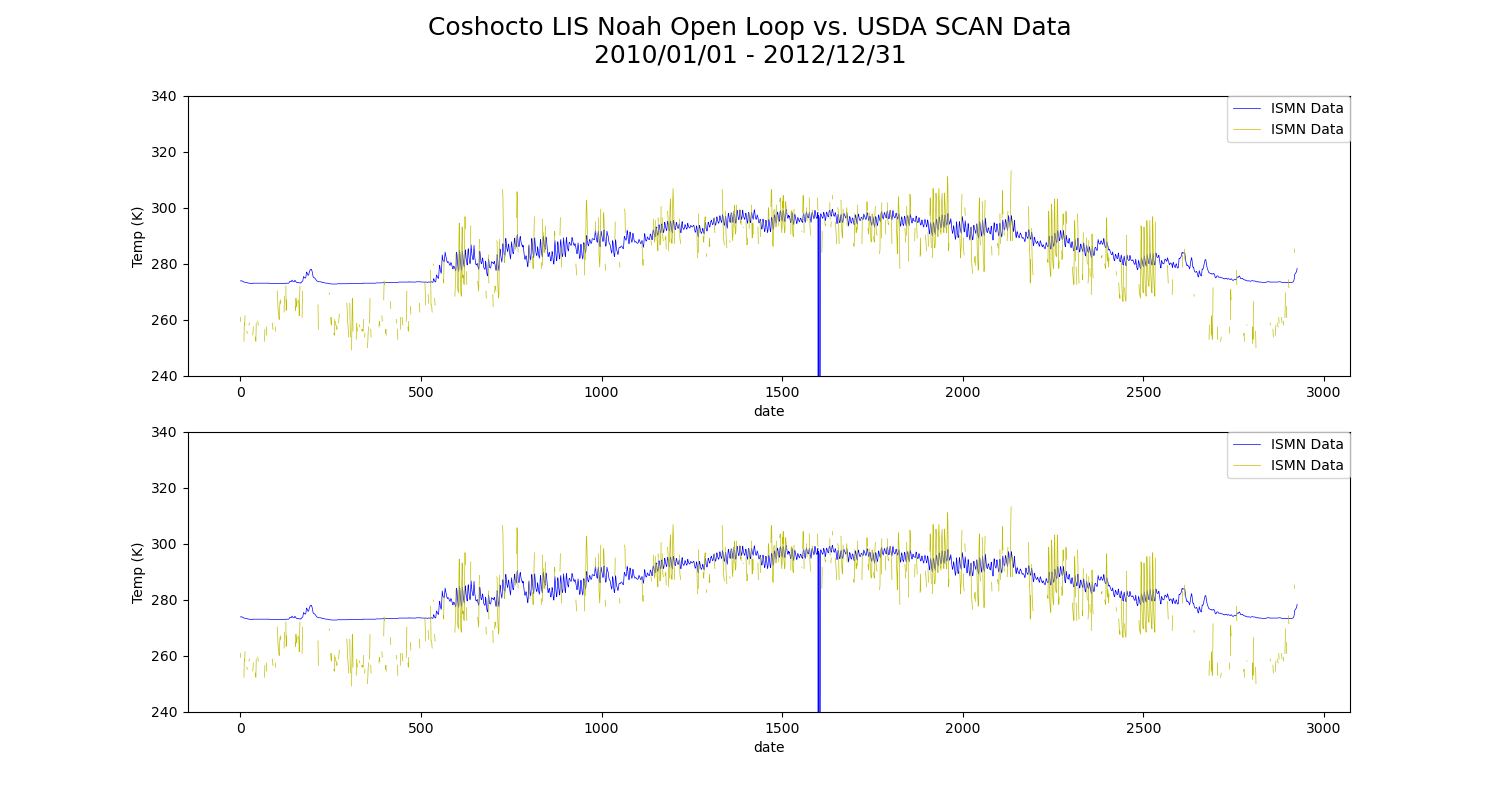 Coshocto LIS Noah Open Loop vs. USDA SCAN Data
2010/01/01 - 2012/12/31
340
320
300
280
260
240
Temp (K)
ISMN Data
ISMN Data
0
500
1000
1500
2000
2500
3000
date
340
320
300
280
260
240
Temp (K)
ISMN Data
ISMN Data
0
500
1000
1500
2000
2500
3000
date